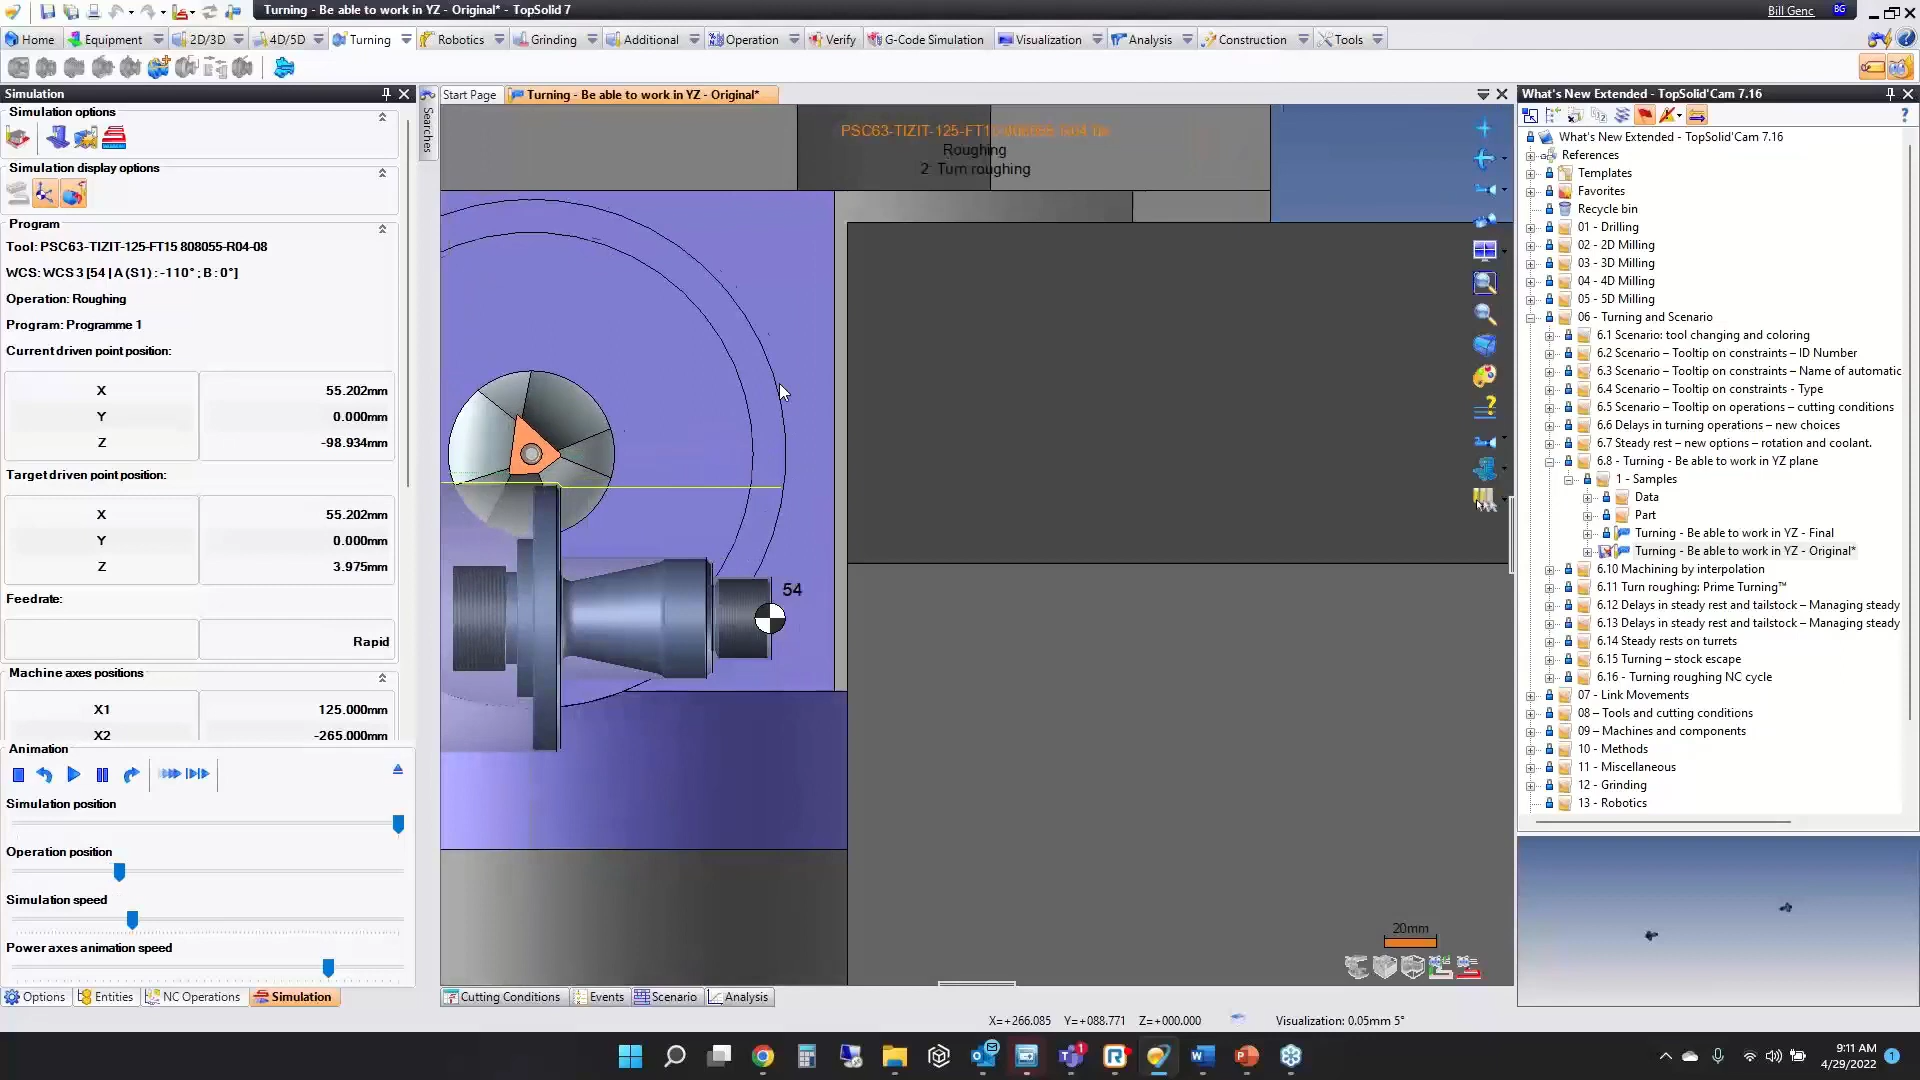 Turning - Be able to work in YZ - Original* - TopSolid 7
Bill Genc
BG
Home
Equipment
2D/3D
4D/5D
Turning
Robotics
Grinding
Additional
Operation
Verify
G-Code Simulation
Visualization
Analysis
Construction
Tools
Simulation
Simulation options
Simulation display options
Program
Tool: PSC63-TIZIT-125-FT15 808055-R04-08
WCS: WCS 3 [54 | A (S1) : -110° ; B : 0° ]
Operation: Roughing
Program: Programme 1
Current driven point position:
X 55.202mm
Y 0.000mm
Z -98.934mm
Target driven point position:
X 55.202mm
Y 0.000mm
Z 3.975mm
Feedrate:
Rapid
Machine axes positions
X1 125.000mm
X2 -265.000mm
Animation
Simulation position
Operation position
Simulation speed
Power axes animation speed
Options
Entities
NC Operations
Simulation
Searches
Start Page
Turning - Be able to work in YZ - Original*
Roughing
2 Turn roughing
54
20mm
Cutting Conditions
Events
Scenario
Analysis
X=+266.085 Y=+088.771 Z=+000.000
Visualization: 0.05mm 5°
What's New Extended - TopSolid'Cam 7.16
What's New Extended - TopSolid'Cam 7.16
References
Templates
Favorites
Recycle bin
01 - Drilling
02 - 2D Milling
03 - 3D Milling
04 - 4D Milling
05 - 5D Milling
06 - Turning and Scenario
6.1 Scenario: tool changing and coloring
6.2 Scenario – Tooltip on constraints – ID Number
6.3 Scenario – Tooltip on constraints – Name of automatic
6.4 Scenario – Tooltip on constraints - Type
6.5 Scenario – Tooltip on operations – cutting conditions
6.6 Delays in turning operations – new choices
6.7 Steady rest – new options – rotation and coolant.
6.8 - Turning - Be able to work in YZ plane
1 - Samples
Data
Part
Turning - Be able to work in YZ - Final
Turning - Be able to work in YZ - Original*
6.10 Machining by interpolation
6.11 Turn roughing: Prime Turning™
6.12 Delays in steady rest and tailstock – Managing steady
6.13 Delays in steady rest and tailstock – Managing steady
6.14 Steady rests on turrets
6.15 Turning – stock escape
6.16 - Turning roughing NC cycle
07 - Link Movements
08 – Tools and cutting conditions
09 – Machines and components
10 - Methods
11 - Miscellaneous
12 - Grinding
13 - Robotics
9:11 AM
4/29/2022